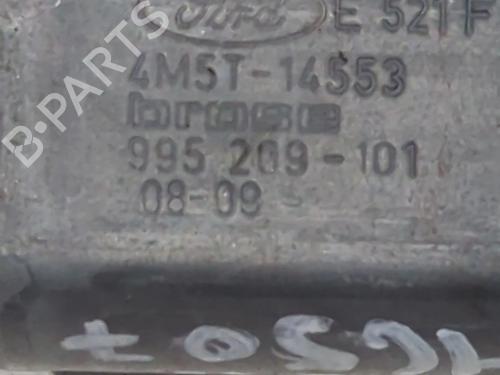 Ford E 521F
4M5T-14553
brose
995 209-101
08-09
B-PARTS